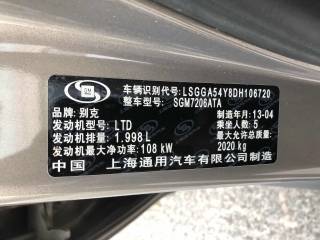 车辆识别代号: LSGGA54Y8DH106720
整车型号: SGM7206ATA
品牌: 别克 制造年月: 13-04
发动机型号: LTD 乘坐人数: 5
发动机排量: 1.998 L 最大允许总质量:
发动机最大净功率: 108 kW 2020 kg
中国 上海通用汽车有限公司制造